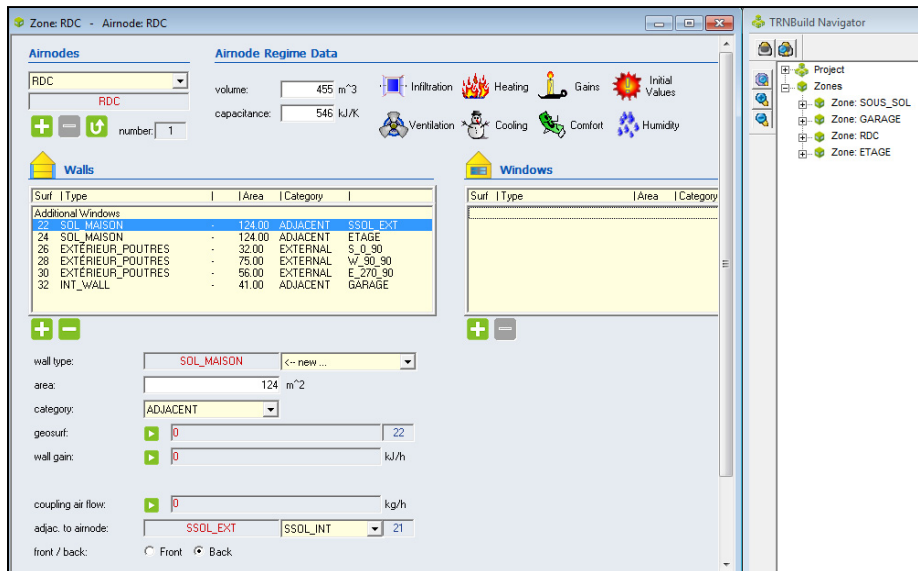 Zone: RDC - Airnode: RDC
TRNBuild Navigator
Airnodes
Airnode Regime Data
RDC
RDC
number: 1
volume: 455 m^3
capacitance: 546 kJ/K
Infiltration
Heating
Gains
Initial Values
Ventilation
Cooling
Comfort
Humidity
Project
Zones
Zone: SOUS_SOL
Zone: GARAGE
Zone: RDC
Zone: ETAGE
Walls
Windows
Surf |Type | |Area |Category |
Additional Windows
22 SOL_MAISON - 124.00 ADJACENT SSOL_EXT
24 SOL_MAISON - 124.00 ADJACENT ETAGE
26 EXTÉRIEUR_POUTRES - 32.00 EXTERNAL S_0_90
28 EXTÉRIEUR_POUTRES - 75.00 EXTERNAL W_90_90
30 EXTÉRIEUR_POUTRES - 56.00 EXTERNAL E_270_90
32 INT_WALL - 41.00 ADJACENT GARAGE
Surf |Type |Area |Category
wall type: SOL_MAISON <-- new ...
area: 124 m^2
category: ADJACENT
geosurf: 0 22
wall gain: 0 kJ/h
coupling air flow: 0 kg/h
adjac. to airnode: SSOL_EXT SSOL_INT 21
front / back: Front Back